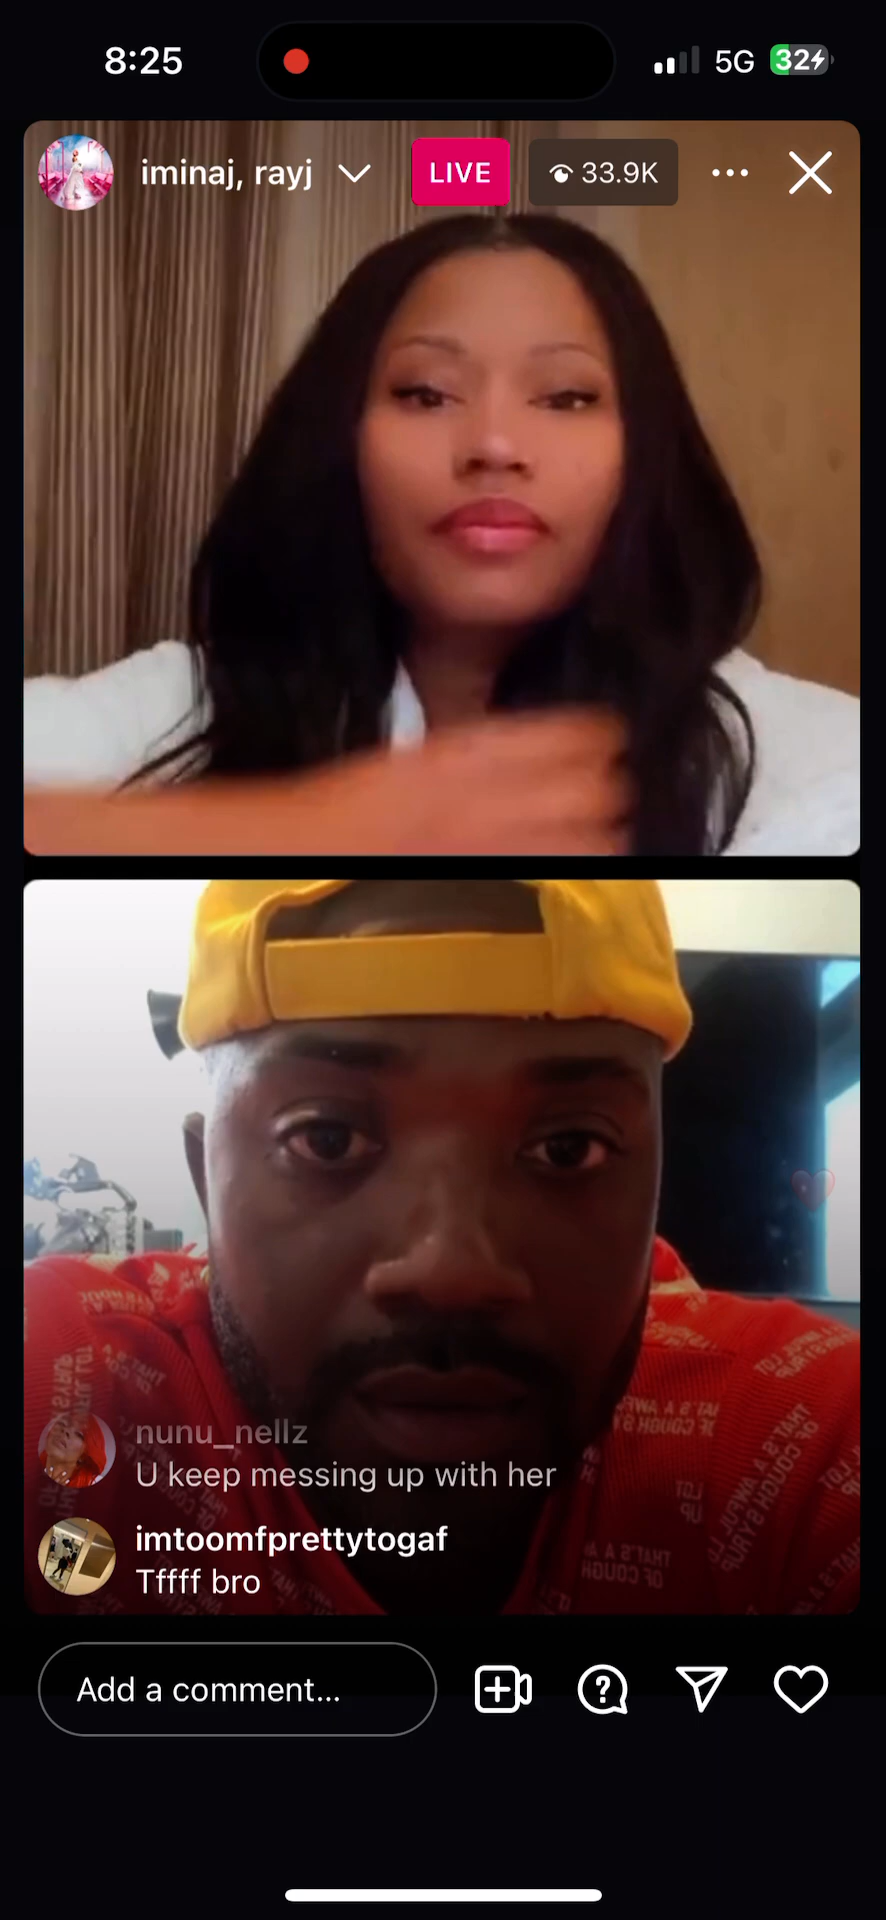 8:25
5G
32
iminaj, rayj
LIVE
33.9K
nunu_nellz
U keep messing up with her
imtoomfprettytogaf
Tffff bro
Add a comment...